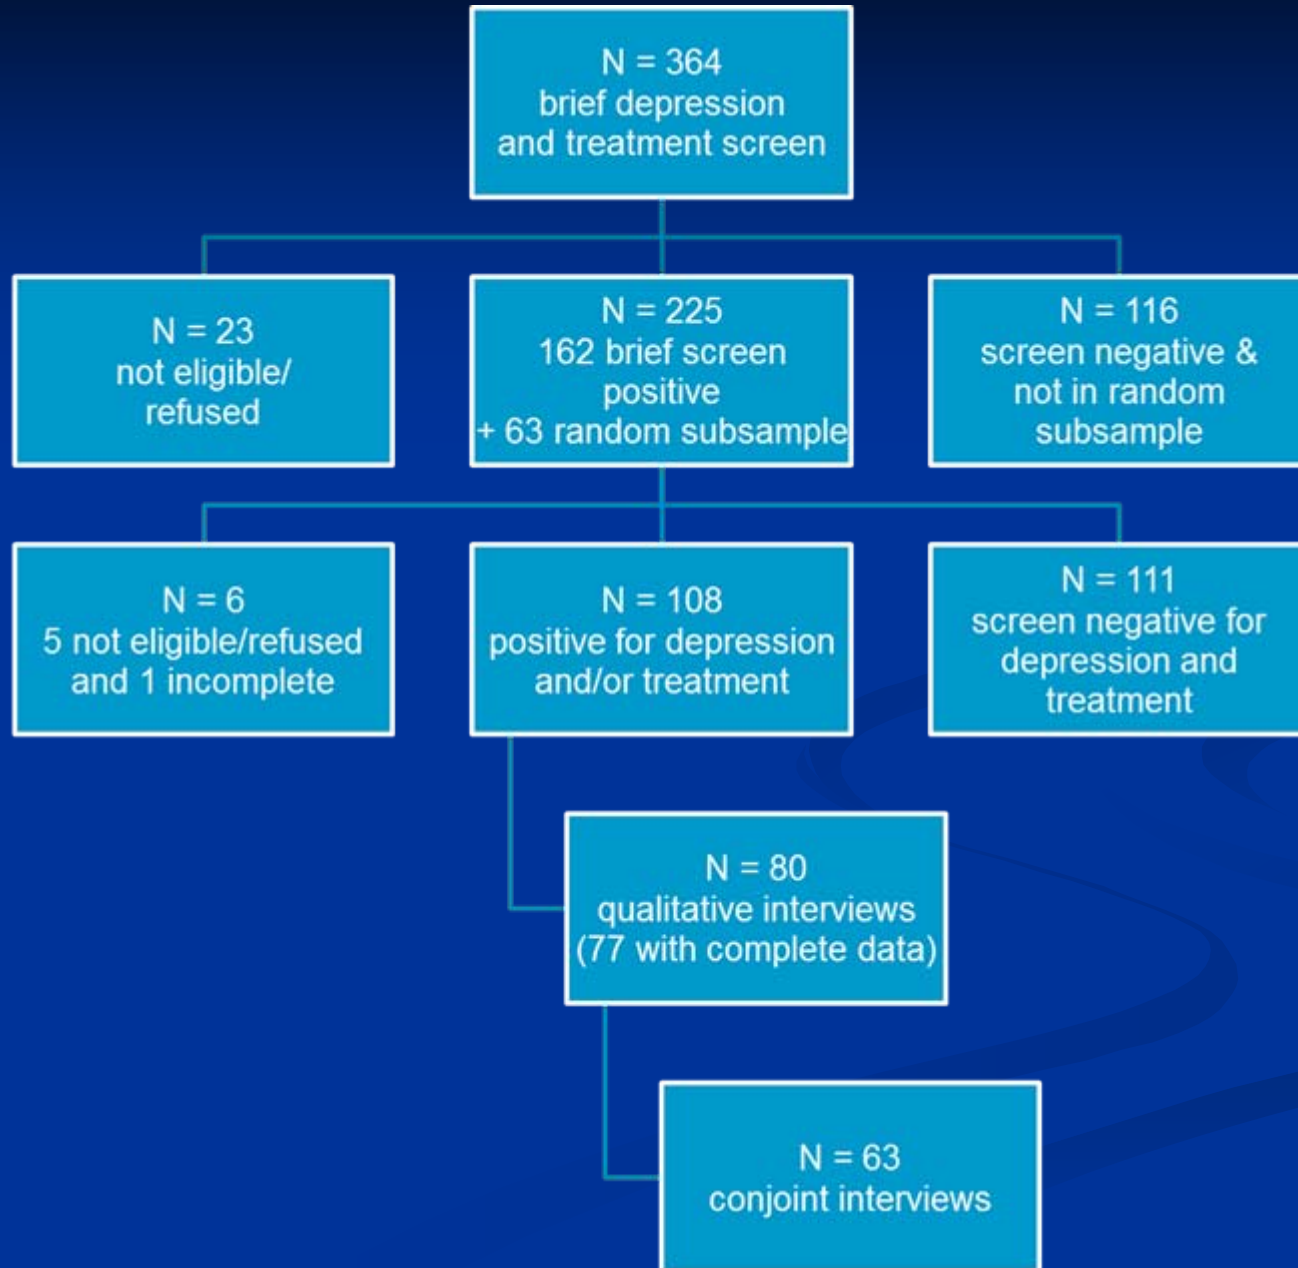 N = 364
brief depression
and treatment screen
N = 23
not eligible/
refused
N = 225
162 brief screen
positive
+ 63 random subsample
N = 116
screen negative &
not in random
subsample
N = 6
5 not eligible/refused
and 1 incomplete
N = 108
positive for depression
and/or treatment
N = 111
screen negative for
depression and
treatment
N = 80
qualitative interviews
(77 with complete data)
N = 63
conjoint interviews